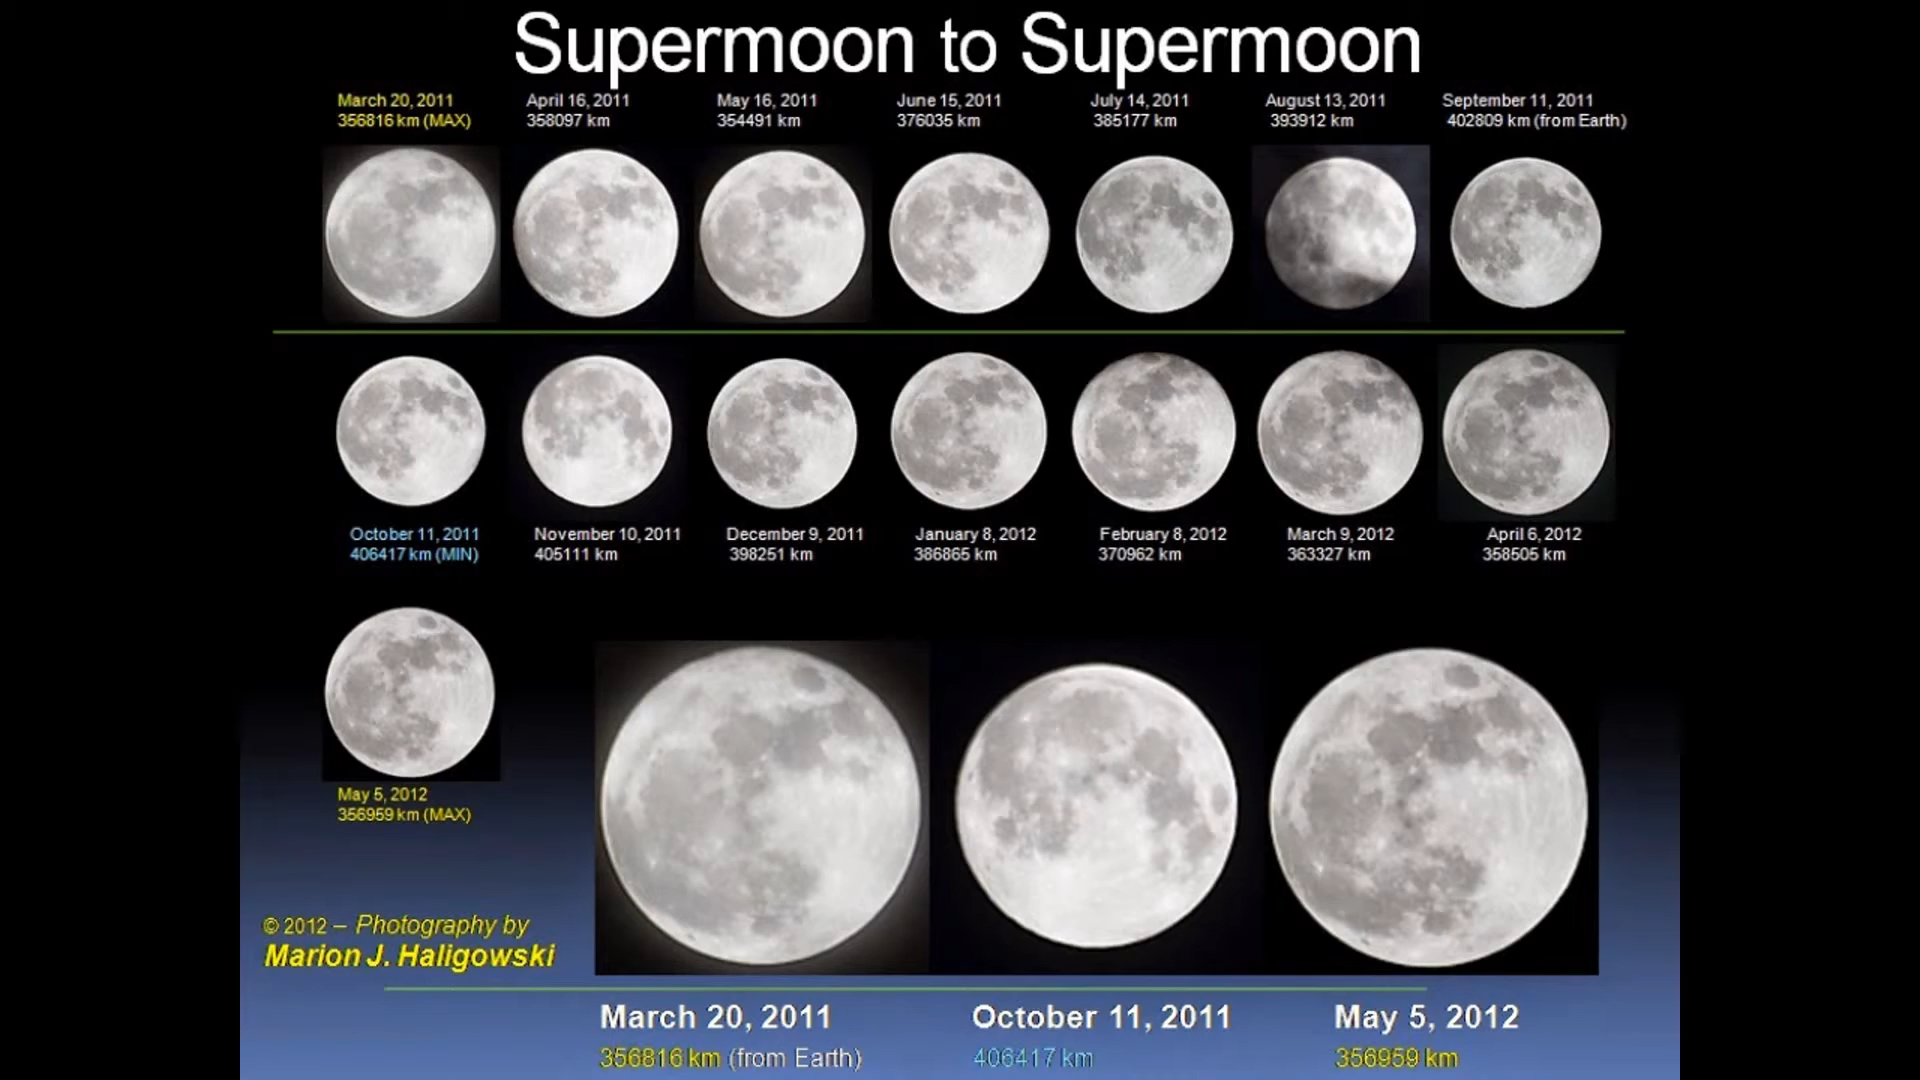 Supermoon to Supermoon
March 20, 2011
356816 km (MAX)
April 16, 2011
358097 km
May 16, 2011
354491 km
June 15, 2011
376035 km
July 14, 2011
385177 km
August 13, 2011
393912 km
September 11, 2011
402809 km (from Earth)
October 11, 2011
406417 km (MIN)
November 10, 2011
405111 km
December 9, 2011
398251 km
January 8, 2012
386865 km
February 8, 2012
370962 km
March 9, 2012
363327 km
April 6, 2012
358505 km
May 5, 2012
356959 km (MAX)
© 2012 – Photography by
Marion J. Haligowski
March 20, 2011
356816 km (from Earth)
October 11, 2011
406417 km
May 5, 2012
356959 km